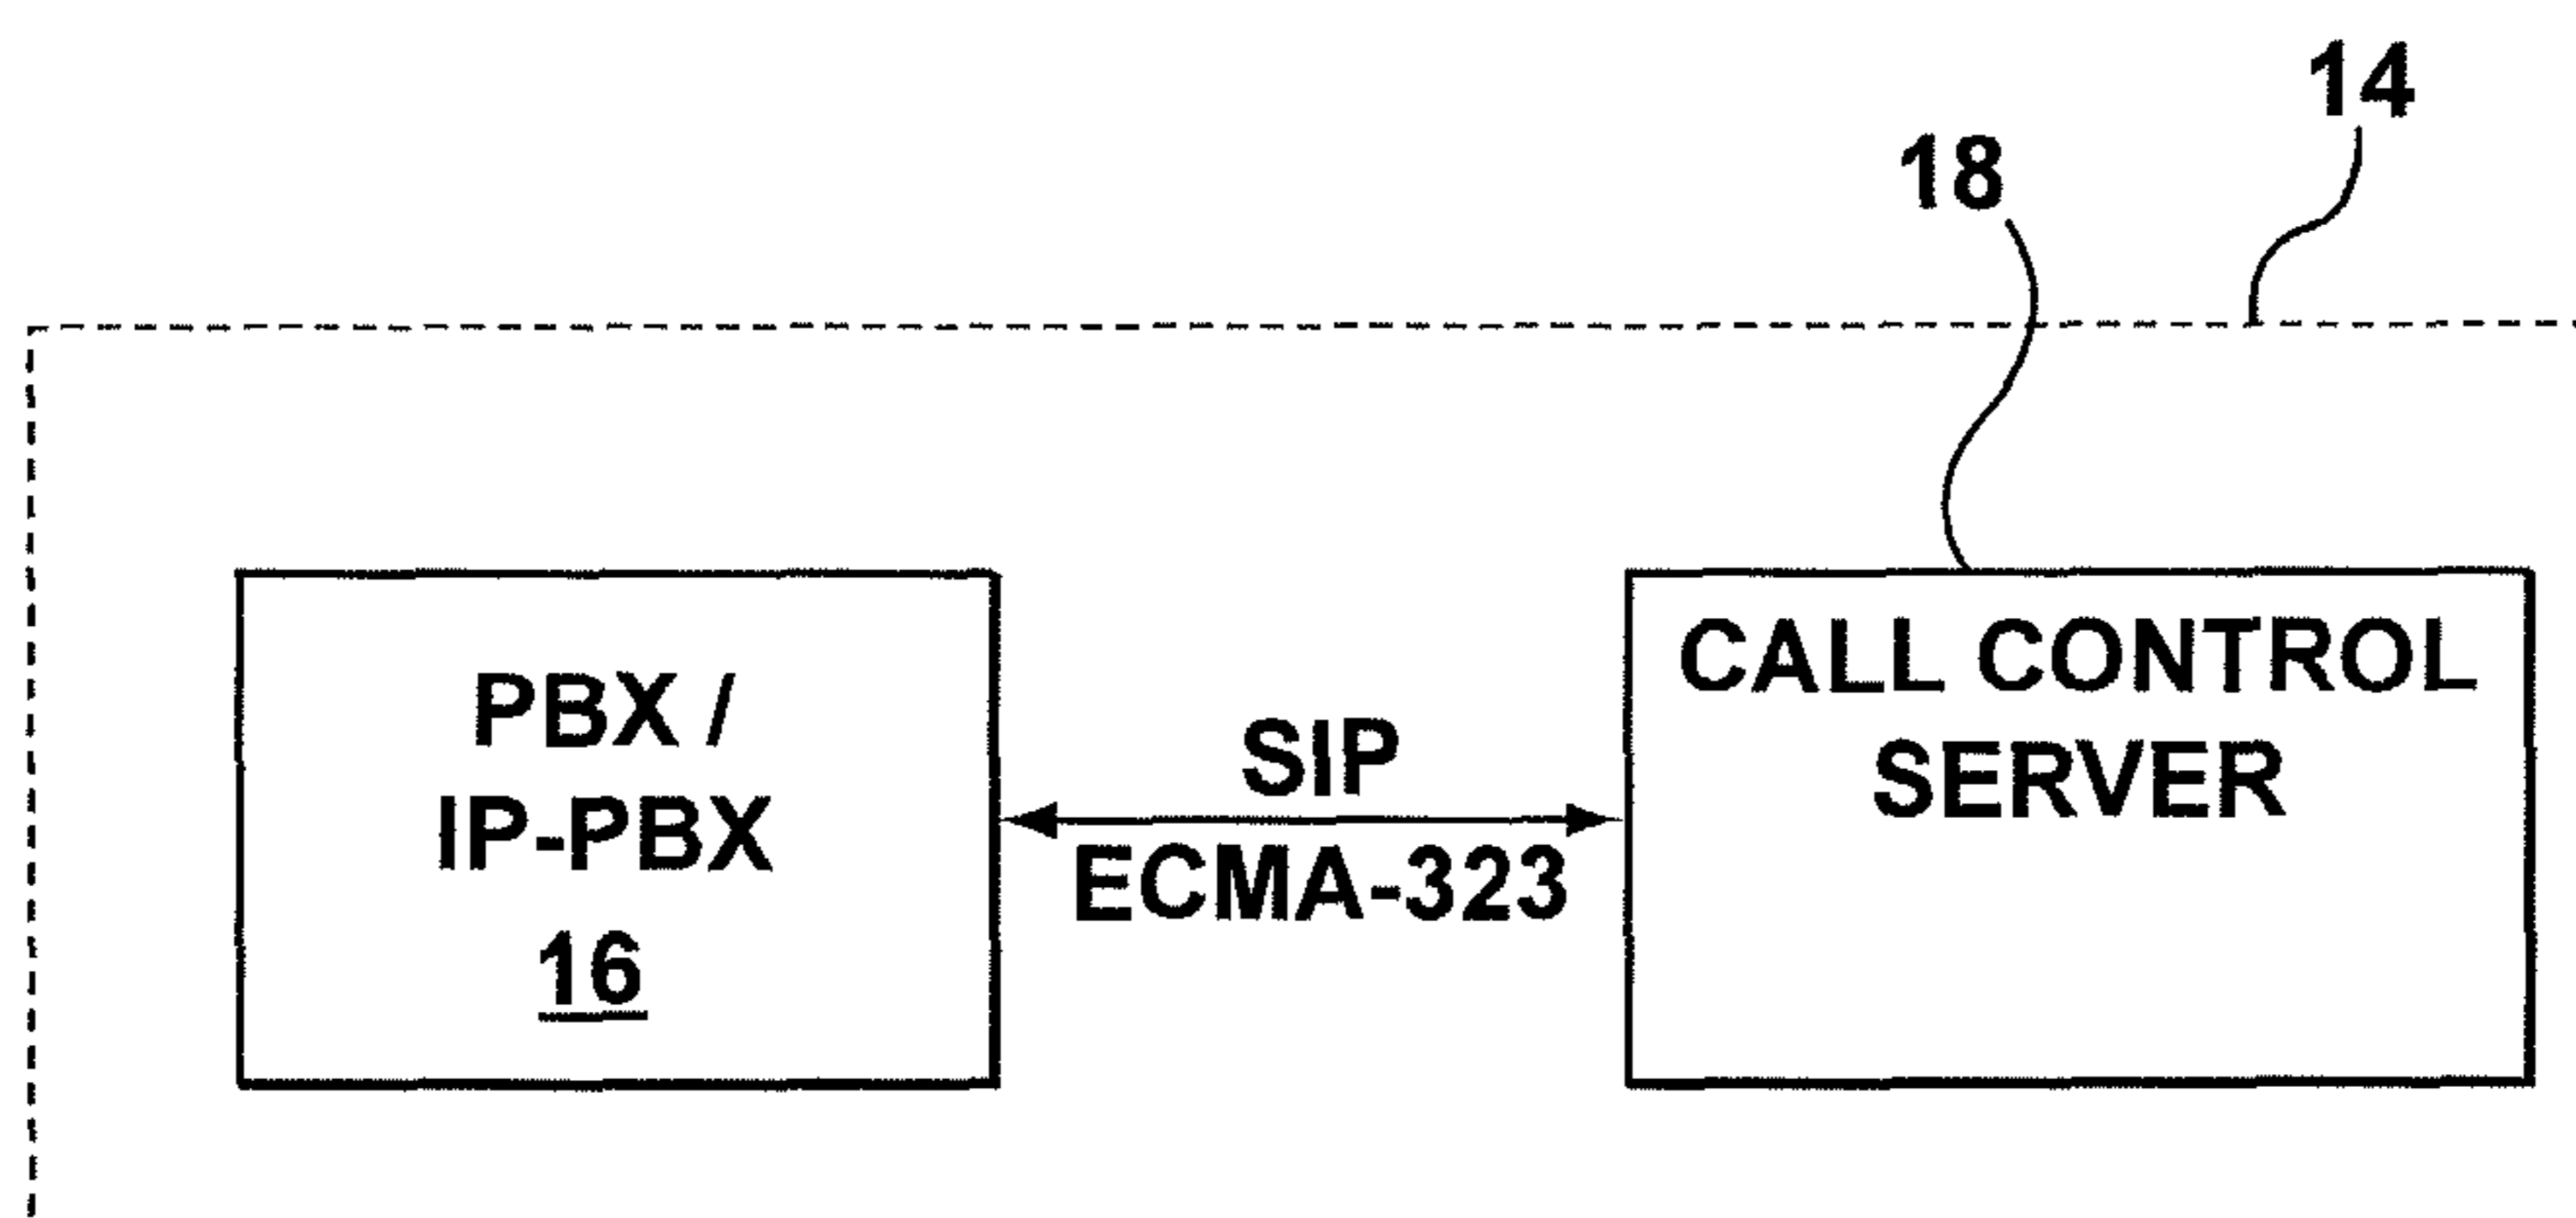 14
18
PBX /
IP-PBX
16
SIP
ECMA-323
CALL CONTROL
SERVER